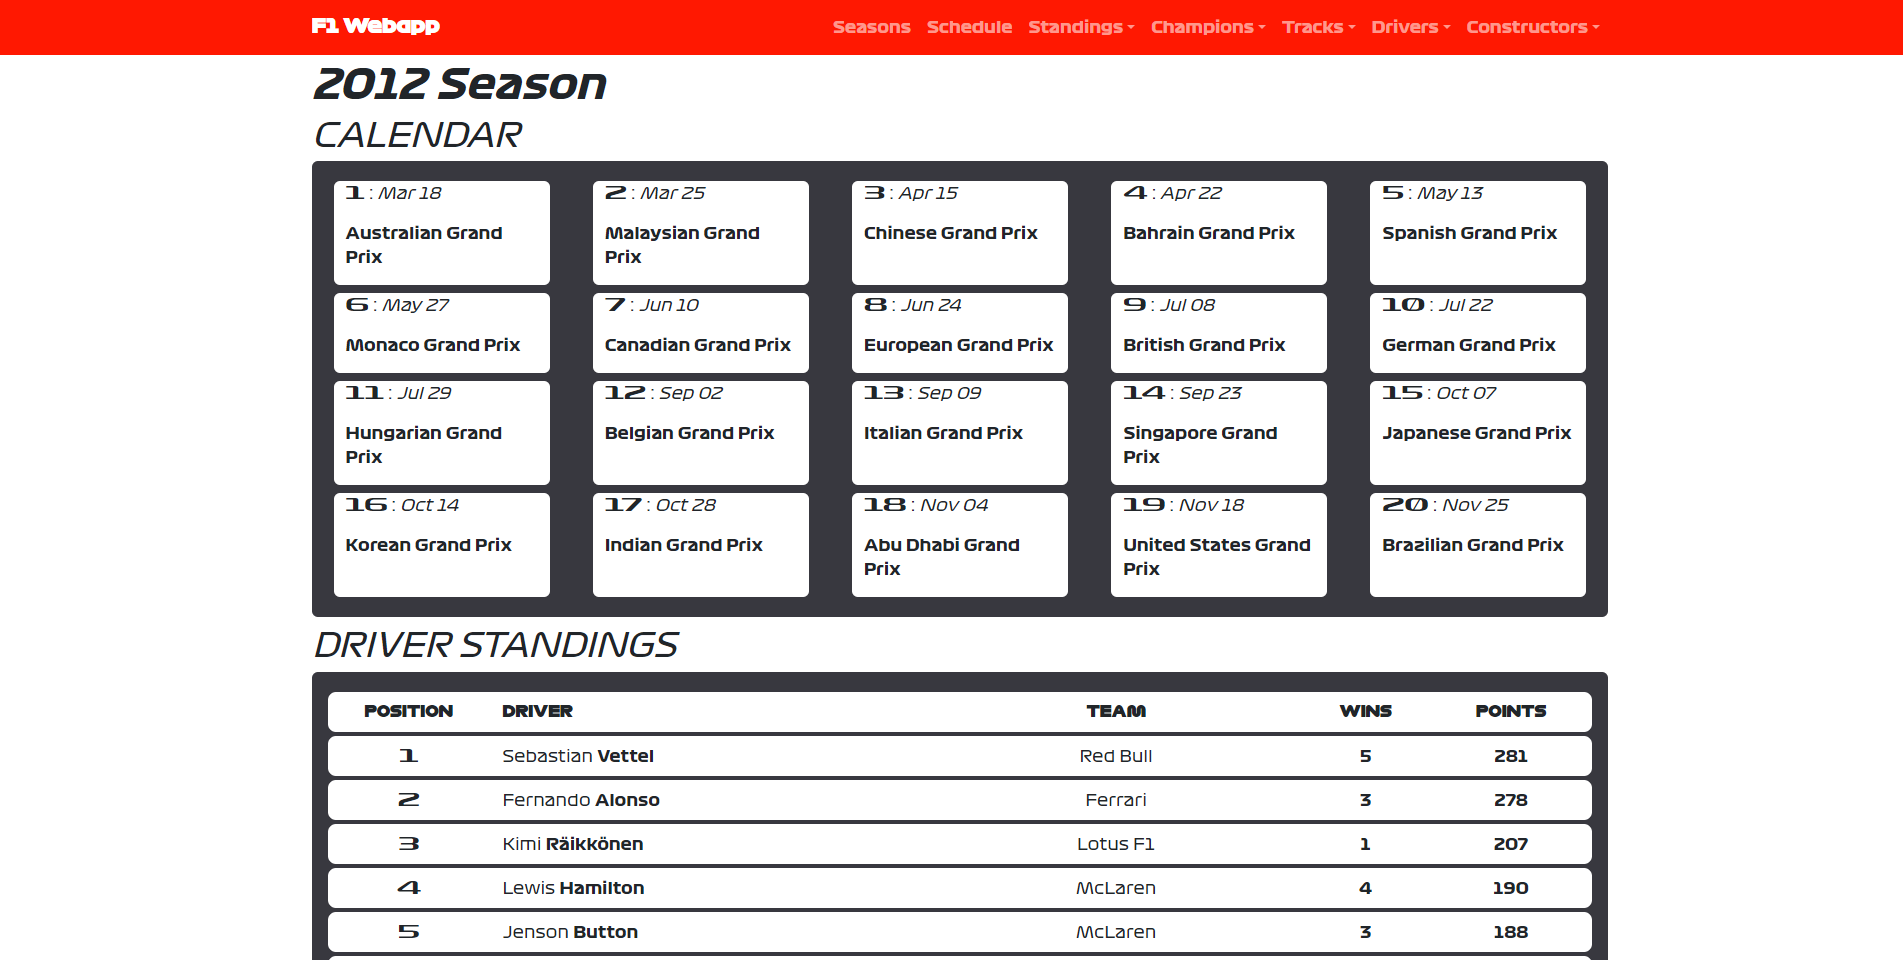 F1 Webapp
Seasons Schedule Standings Champions Tracks Drivers Constructors
2012 Season
CALENDAR
1 : Mar 18
Australian Grand
Prix
2 : Mar 25
Malaysian Grand
Prix
3 : Apr 15
Chinese Grand Prix
4 : Apr 22
Bahrain Grand Prix
5 : May 13
Spanish Grand Prix
6 : May 27
Monaco Grand Prix
7 : Jun 10
Canadian Grand Prix
8 : Jun 24
European Grand Prix
9 : Jul 08
British Grand Prix
10 : Jul 22
German Grand Prix
11 : Jul 29
Hungarian Grand
Prix
12 : Sep 02
Belgian Grand Prix
13 : Sep 09
Italian Grand Prix
14 : Sep 23
Singapore Grand
Prix
15 : Oct 07
Japanese Grand Prix
16 : Oct 14
Korean Grand Prix
17 : Oct 28
Indian Grand Prix
18 : Nov 04
Abu Dhabi Grand
Prix
19 : Nov 18
United States Grand
Prix
20 : Nov 25
Brazilian Grand Prix
DRIVER STANDINGS
POSITION DRIVER TEAM WINS POINTS
1 Sebastian Vettel Red Bull 5 281
2 Fernando Alonso Ferrari 3 278
3 Kimi Räikkönen Lotus F1 1 207
4 Lewis Hamilton McLaren 4 190
5 Jenson Button McLaren 3 188